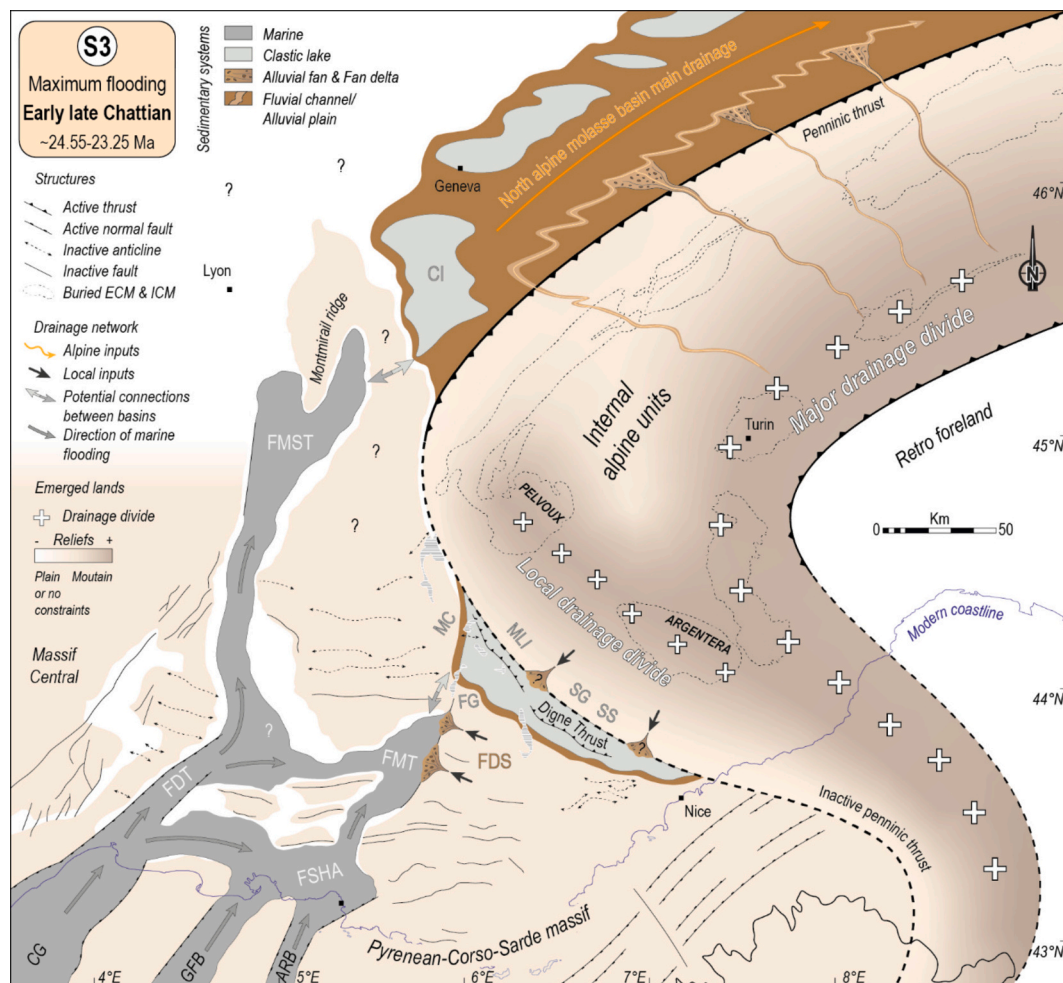 S3
Maximum flooding
Early late Chattian
~24.55-23.25 Ma
Sedimentary systems
Marine
Clastic lake
Alluvial fan & Fan delta
Fluvial channel/
Alluvial plain
Structures
Active thrust
Active normal fault
Inactive anticline
Inactive fault
Buried ECM & ICM
Drainage network
Alpine inputs
Local inputs
Potential connections
between basins
Direction of marine
flooding
Emerged lands
Drainage divide
- Reliefs +
Plain Moutain
or no
constraints
North alpine molasse basin main drainage
Penninic thrust
Geneva
46°N
?
?
Lyon
CI
N
Montmirail ridge
?
Major drainage divide
Internal
alpine units
Turin
Retro foreland
45°N
FMST
?
PELVOUX
Km
0 50
?
Local drainage divide
Modern coastline
MC
MLI
ARGENTERA
Massif
Central
?
SG
SS
44°N
FG
Digne Thrust
?
?
FDT
FMT
FDS
Nice
Inactive penninic thrust
FSHA
Pyrenean-Corso-Sarde massif
CG
GFB
ARB
43°N
4°E
5°E
6°E
7°E
8°E